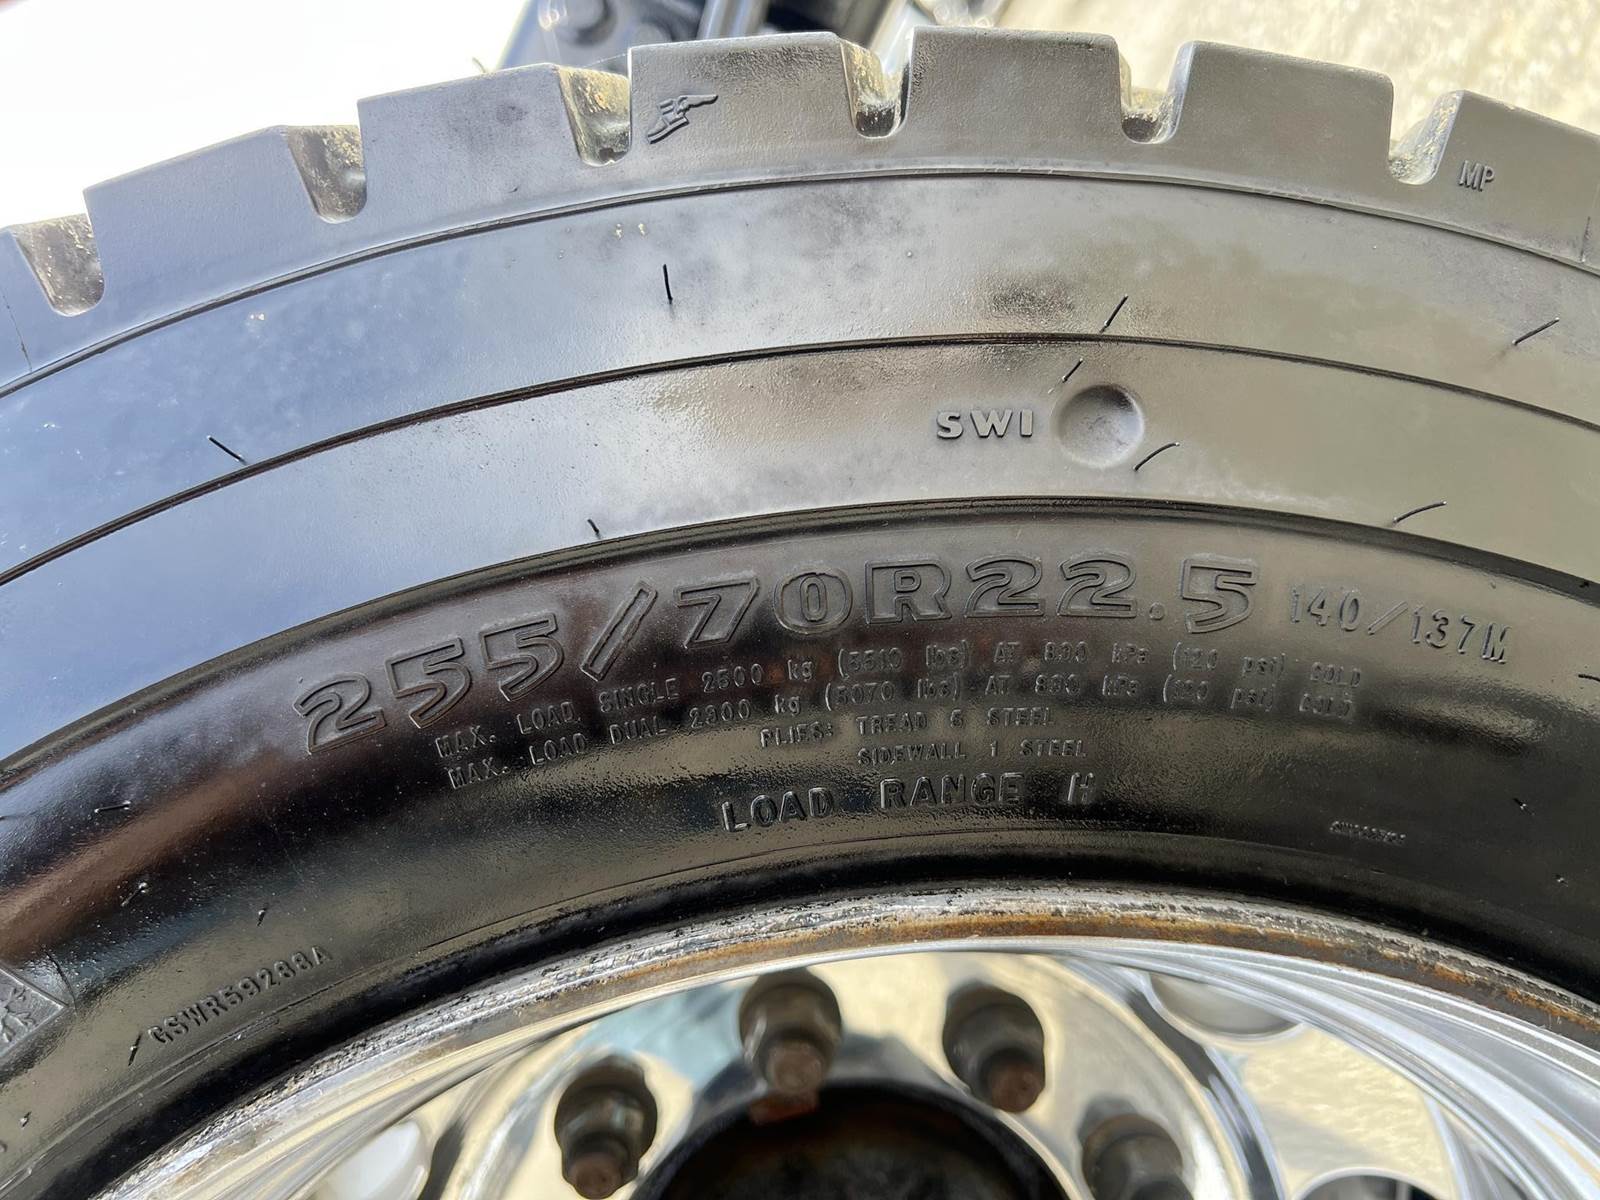 MP
SWI
255/70R22.5 140/137M
MAX. LOAD SINGLE 2500 kg (5510 lbs) AT 830 kPa (120 psi) COLD
MAX. LOAD DUAL 2300 kg (5070 lbs) AT 830 kPa (120 psi) COLD
PLIES: TREAD 5 STEEL
SIDEWALL 1 STEEL
LOAD RANGE H
GSWR59288A